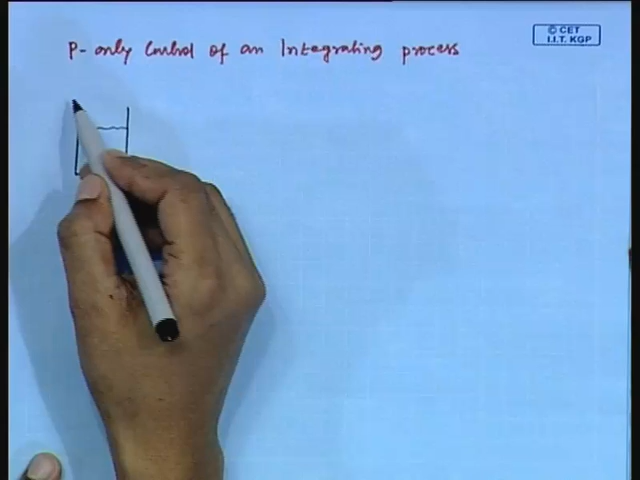 P- only Control of an Integrating process
© CET
I.I.T. KGP